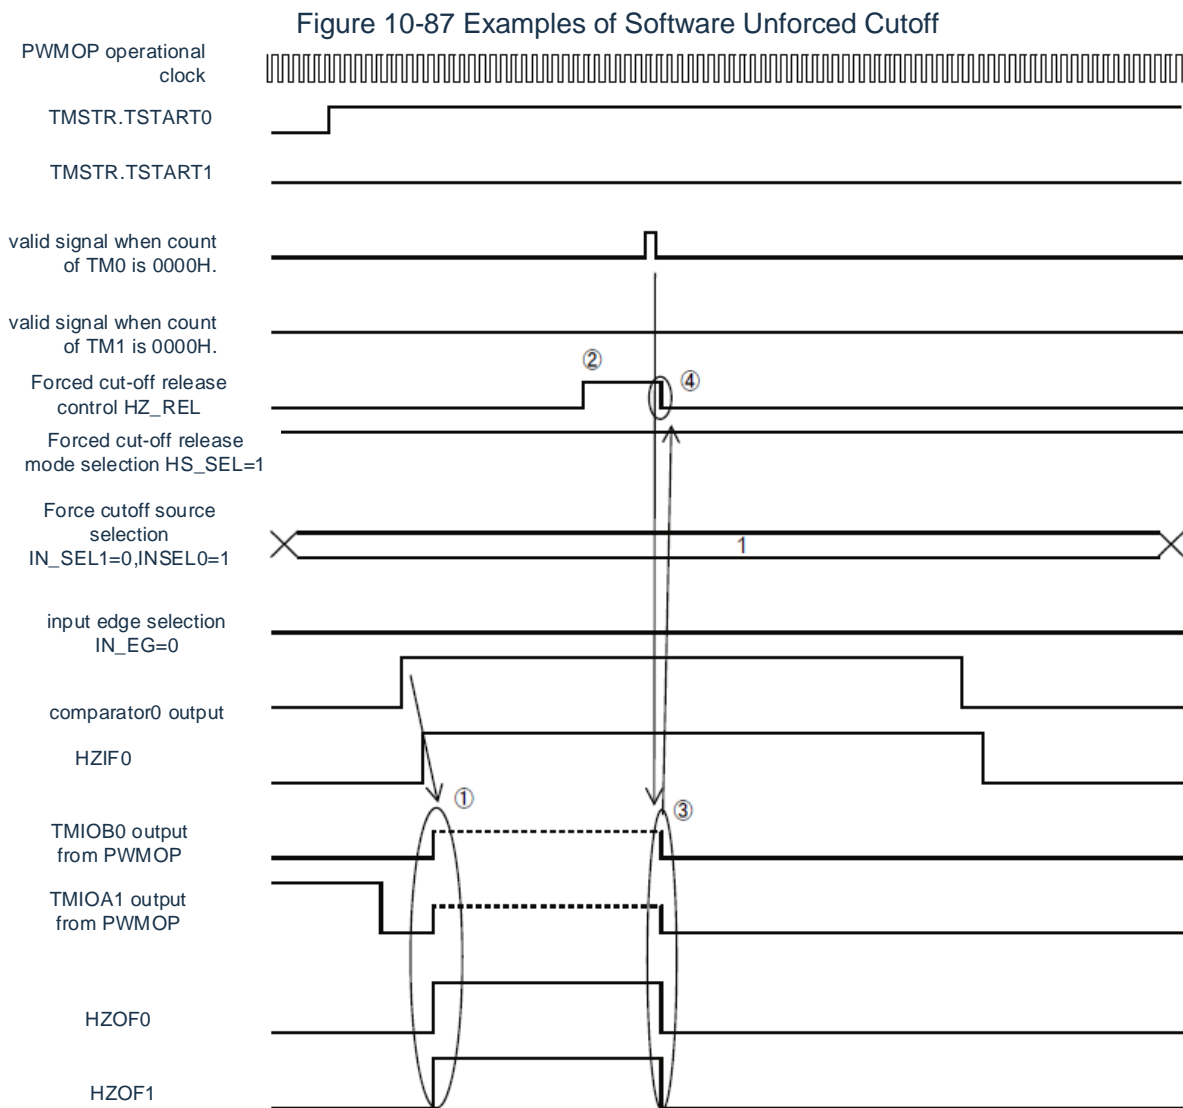 Figure 10-87 Examples of Software Unforced Cutoff
PWMOP operational
clock
TMSTR.TSTART0
TMSTR.TSTART1
valid signal when count
of TM0 is 0000H.
valid signal when count
of TM1 is 0000H.
②
Forced cut-off release
control HZ_REL
④
Forced cut-off release
mode selection HS_SEL=1
Force cutoff source
selection
IN_SEL1=0,INSEL0=1
1
input edge selection
IN_EG=0
comparator0 output
HZIF0
①
③
TMIOB0 output
from PWMOP
TMIOA1 output
from PWMOP
HZOF0
HZOF1